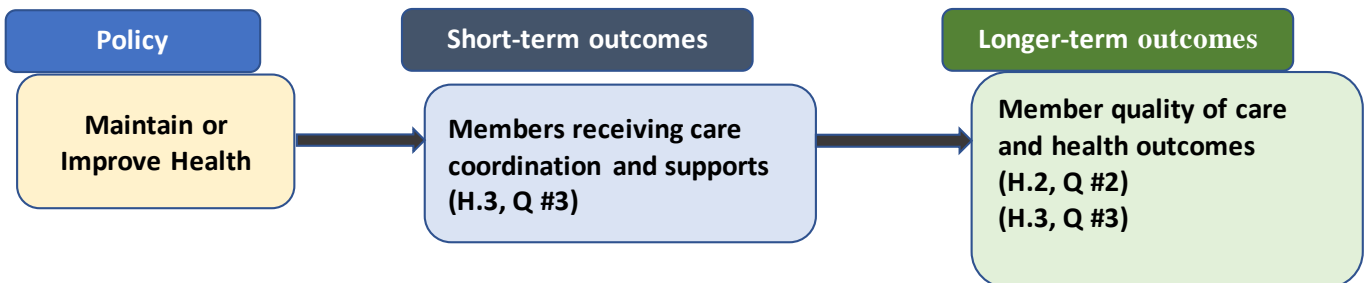 Policy
Maintain or
Improve Health
Short-term outcomes
Members receiving care
coordination and supports
(H.3, Q #3)
Longer-term outcomes
Member quality of care
and health outcomes
(H.2, Q #2)
(H.3, Q #3)